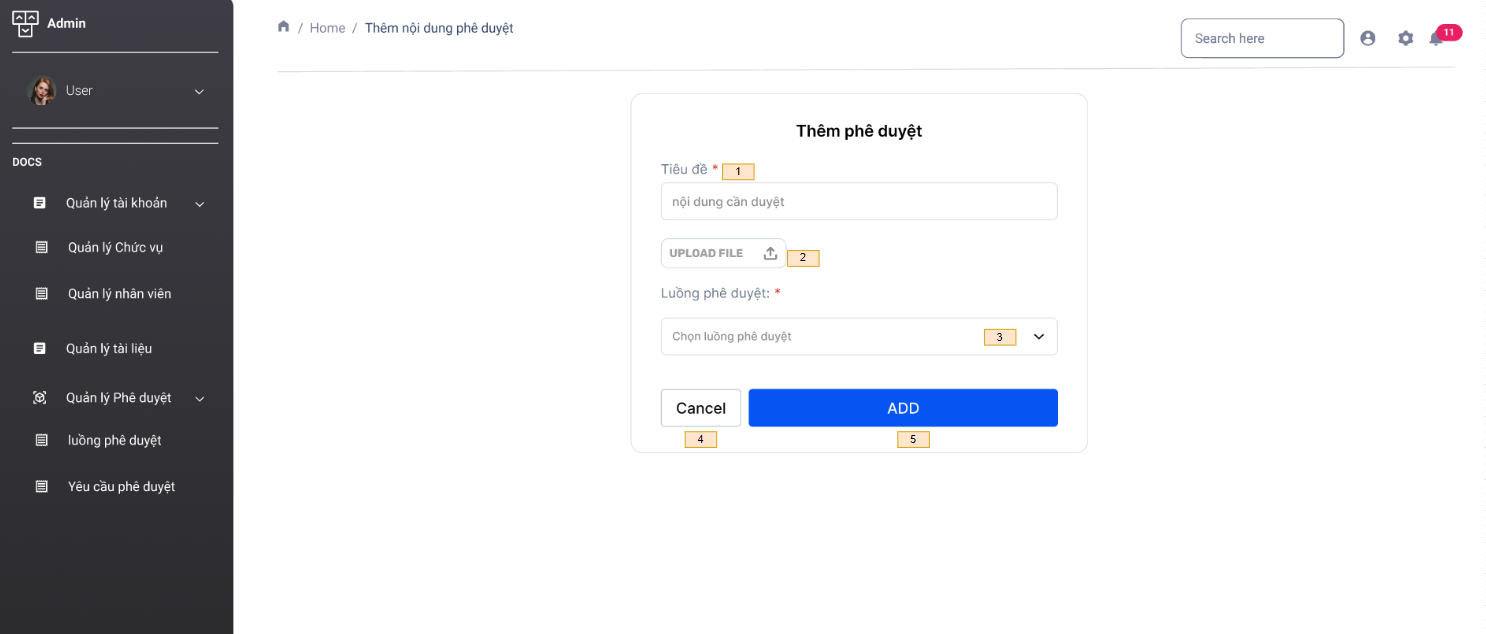 Admin
User
DOCS
Quản lý tài khoản
Quản lý Chức vụ
Quản lý nhân viên
Quản lý tài liệu
Quản lý Phê duyệt
luồng phê duyệt
Yêu cầu phê duyệt
/ Home / Thêm nội dung phê duyệt
Search here
11
Thêm phê duyệt
Tiêu đề * 1
nội dung cần duyệt
UPLOAD FILE 2
Luồng phê duyệt: *
Chọn luồng phê duyệt 3
Cancel ADD
4 5